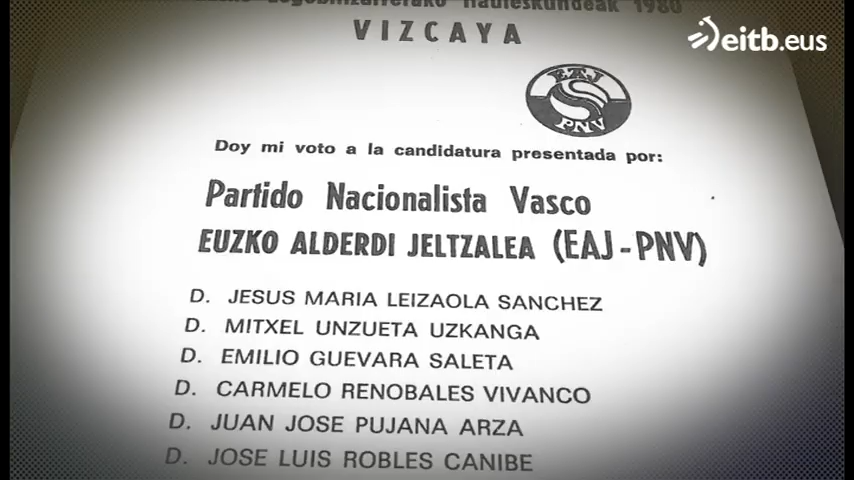 hauteskundeak 1980
VIZCAYA
eitb.eus
EAJ
PNV
Doy mi voto a la candidatura presentada por:
Partido Nacionalista Vasco
EUZKO ALDERDI JELTZALEA (EAJ-PNV)
D. JESUS MARIA LEIZAOLA SANCHEZ
D. MITXEL UNZUETA UZKANGA
D. EMILIO GUEVARA SALETA
D. CARMELO RENOBALES VIVANCO
D. JUAN JOSE PUJANA ARZA
D. JOSE LUIS ROBLES CANIBE